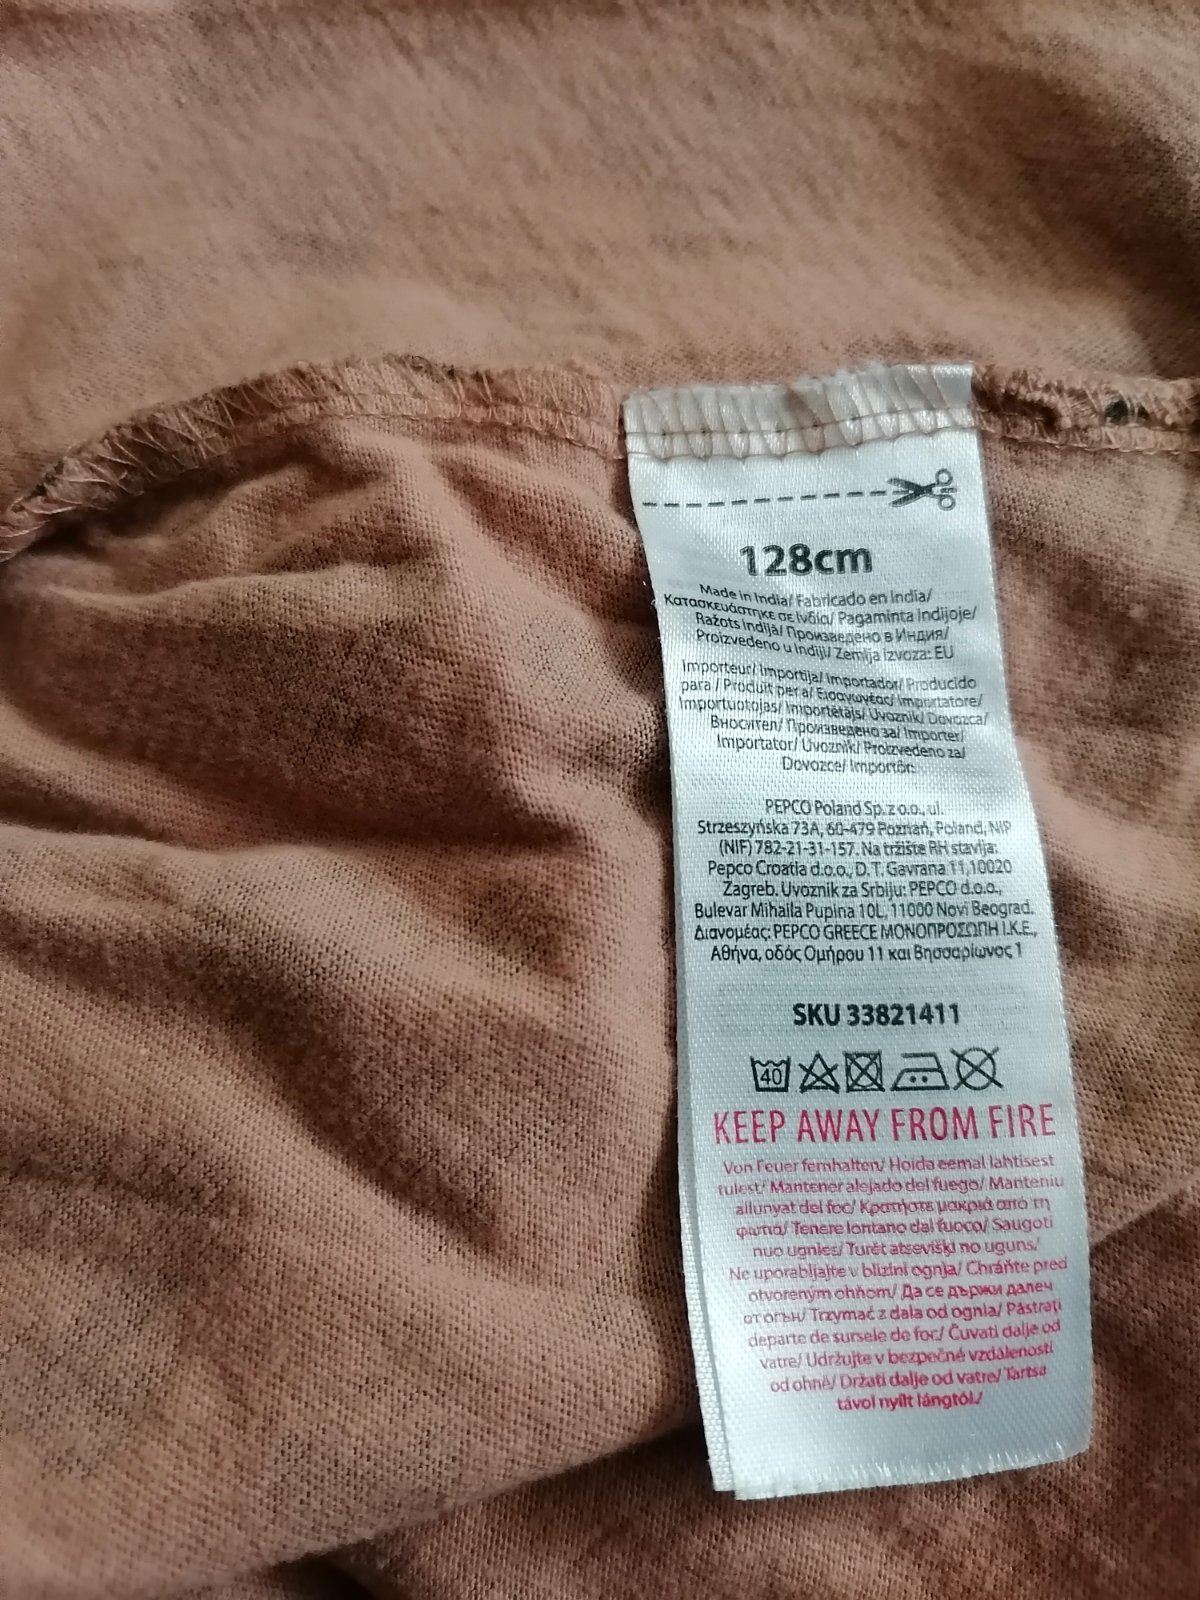 128cm
Made in India/ Fabricado en India/
Κατασκευάστηκε σε Ινδία/ Pagaminta Indijoje/
Ražots Indijā/ Произведено в Индия/
Proizvedeno u Indiji/ Zemlja izvoza: EU
Importeur/ Importija/ Importador/ Producido
para / Produit per a/ Εισαγωγέας/ Importatore/
Importuotojas/ Importētājs/ Uvoznik/ Dovozca/
Вносител/ Произведено за/ Importer/
Importator/ Uvoznik/ Proizvedeno za/
Dovozce/ Importőr:
PEPCO Poland Sp. z o.o., ul.
Strzeszyńska 73A, 60-479 Poznań, Poland, NIP
(NIF) 782-21-31-157. Na tržište RH stavlja:
Pepco Croatia d.o.o., D. T. Gavrana 11,10020
Zagreb. Uvoznik za Srbiju: PEPCO d.o.o.,
Bulevar Mihaila Pupina 10L, 11000 Novi Beograd.
Διανομέας: PEPCO GREECE ΜΟΝΟΠΡΟΣΩΠΗ Ι.Κ.Ε.,
Αθήνα, οδός Ομήρου 11 και Βησσαρίωνος 1
SKU 33821411
40
KEEP AWAY FROM FIRE
Von Feuer fernhalten/ Hoida eemal lahtisest
tulest/ Mantener alejado del fuego/ Manteniu
allunyat del foc/ Κρατήστε μακριά από τη
φωτιά/ Tenere lontano dal fuoco/ Saugoti
nuo ugnies/ Turēt atsevišķi no uguns/
Ne uporabljajte v bližini ognja/ Chráňte pred
otvoreným ohňom/ Да се държи далеч
от огън/ Trzymać z dala od ognia/ Păstrați
departe de sursele de foc/ Čuvati dalje od
vatre/ Udržujte v bezpečné vzdálenosti
od ohně/ Držati dalje od vatre/ Tartsa
távol nyílt lángtól./